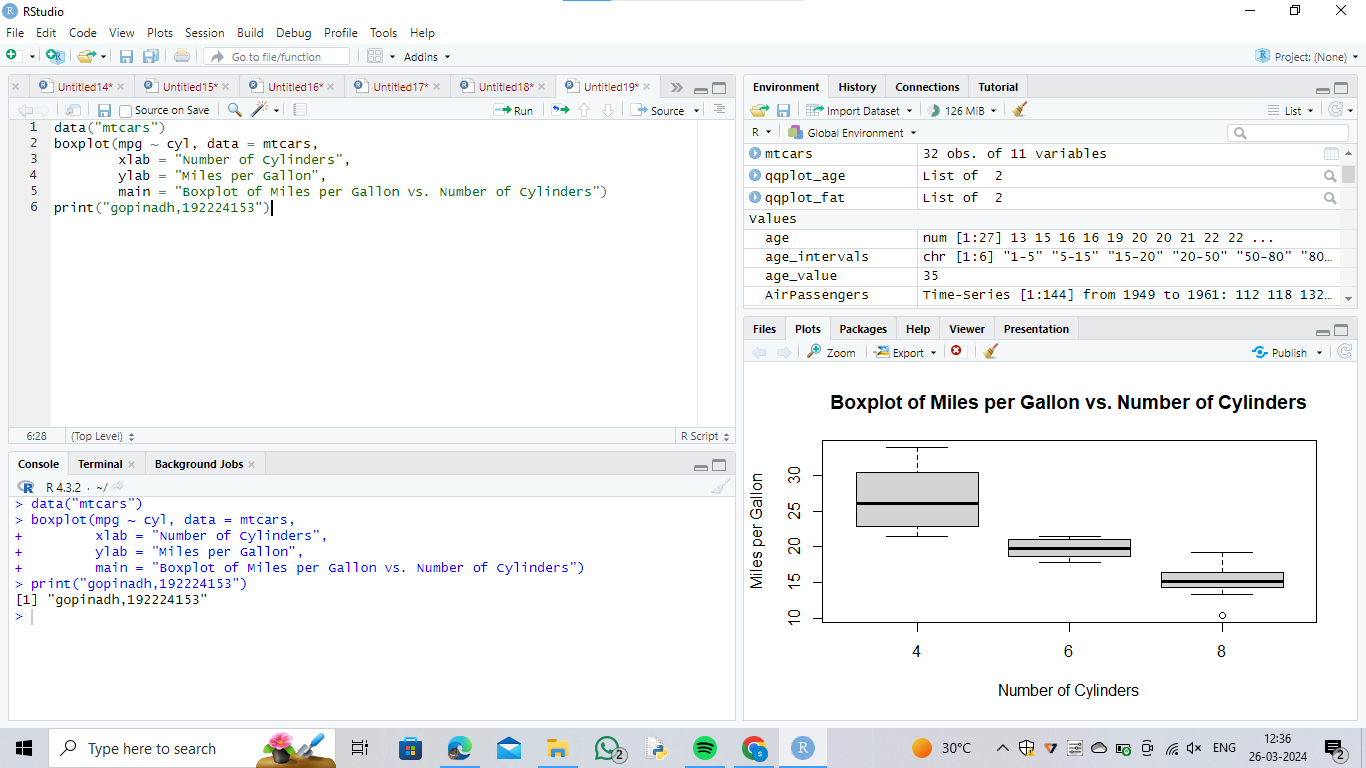 RStudio
File Edit Code View Plots Session Build Debug Profile Tools Help
Go to file/function Addins Project: (None)
Untitled14* Untitled15* Untitled16* Untitled17* Untitled18* Untitled19*
Source on Save Run Source
1 data("mtcars")
2 boxplot(mpg ~ cyl, data = mtcars,
3 xlab = "Number of Cylinders",
4 ylab = "Miles per Gallon",
5 main = "Boxplot of Miles per Gallon vs. Number of Cylinders")
6 print("gopinadh,192224153")
6:28 (Top Level) R Script
Console Terminal Background Jobs
R 4.3.2 · ~/
> data("mtcars")
> boxplot(mpg ~ cyl, data = mtcars,
+ xlab = "Number of Cylinders",
+ ylab = "Miles per Gallon",
+ main = "Boxplot of Miles per Gallon vs. Number of Cylinders")
> print("gopinadh,192224153")
[1] "gopinadh,192224153"
>
Environment History Connections Tutorial
Import Dataset 126 MiB List
R Global Environment
mtcars 32 obs. of 11 variables
qqplot_age List of 2
qqplot_fat List of 2
Values
age num [1:27] 13 15 16 16 19 20 20 21 22 22 ...
age_intervals chr [1:6] "1-5" "5-15" "15-20" "20-50" "50-80" "80…
age_value 35
AirPassengers Time-Series [1:144] from 1949 to 1961: 112 118 132…
Files Plots Packages Help Viewer Presentation
Zoom Export Publish
Boxplot of Miles per Gallon vs. Number of Cylinders
Miles per Gallon
30
25
20
15
10
4 6 8
Number of Cylinders
Type here to search
2
30°C
ENG
12:36
26-03-2024
2